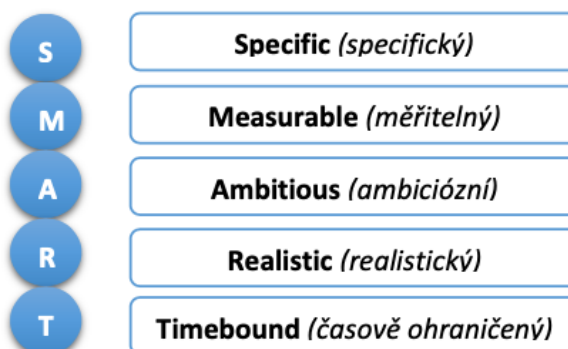 S
Specific (specifický)
M
Measurable (měřitelný)
A
Ambitious (ambiciózní)
R
Realistic (realistický)
T
Timebound (časově ohraničený)